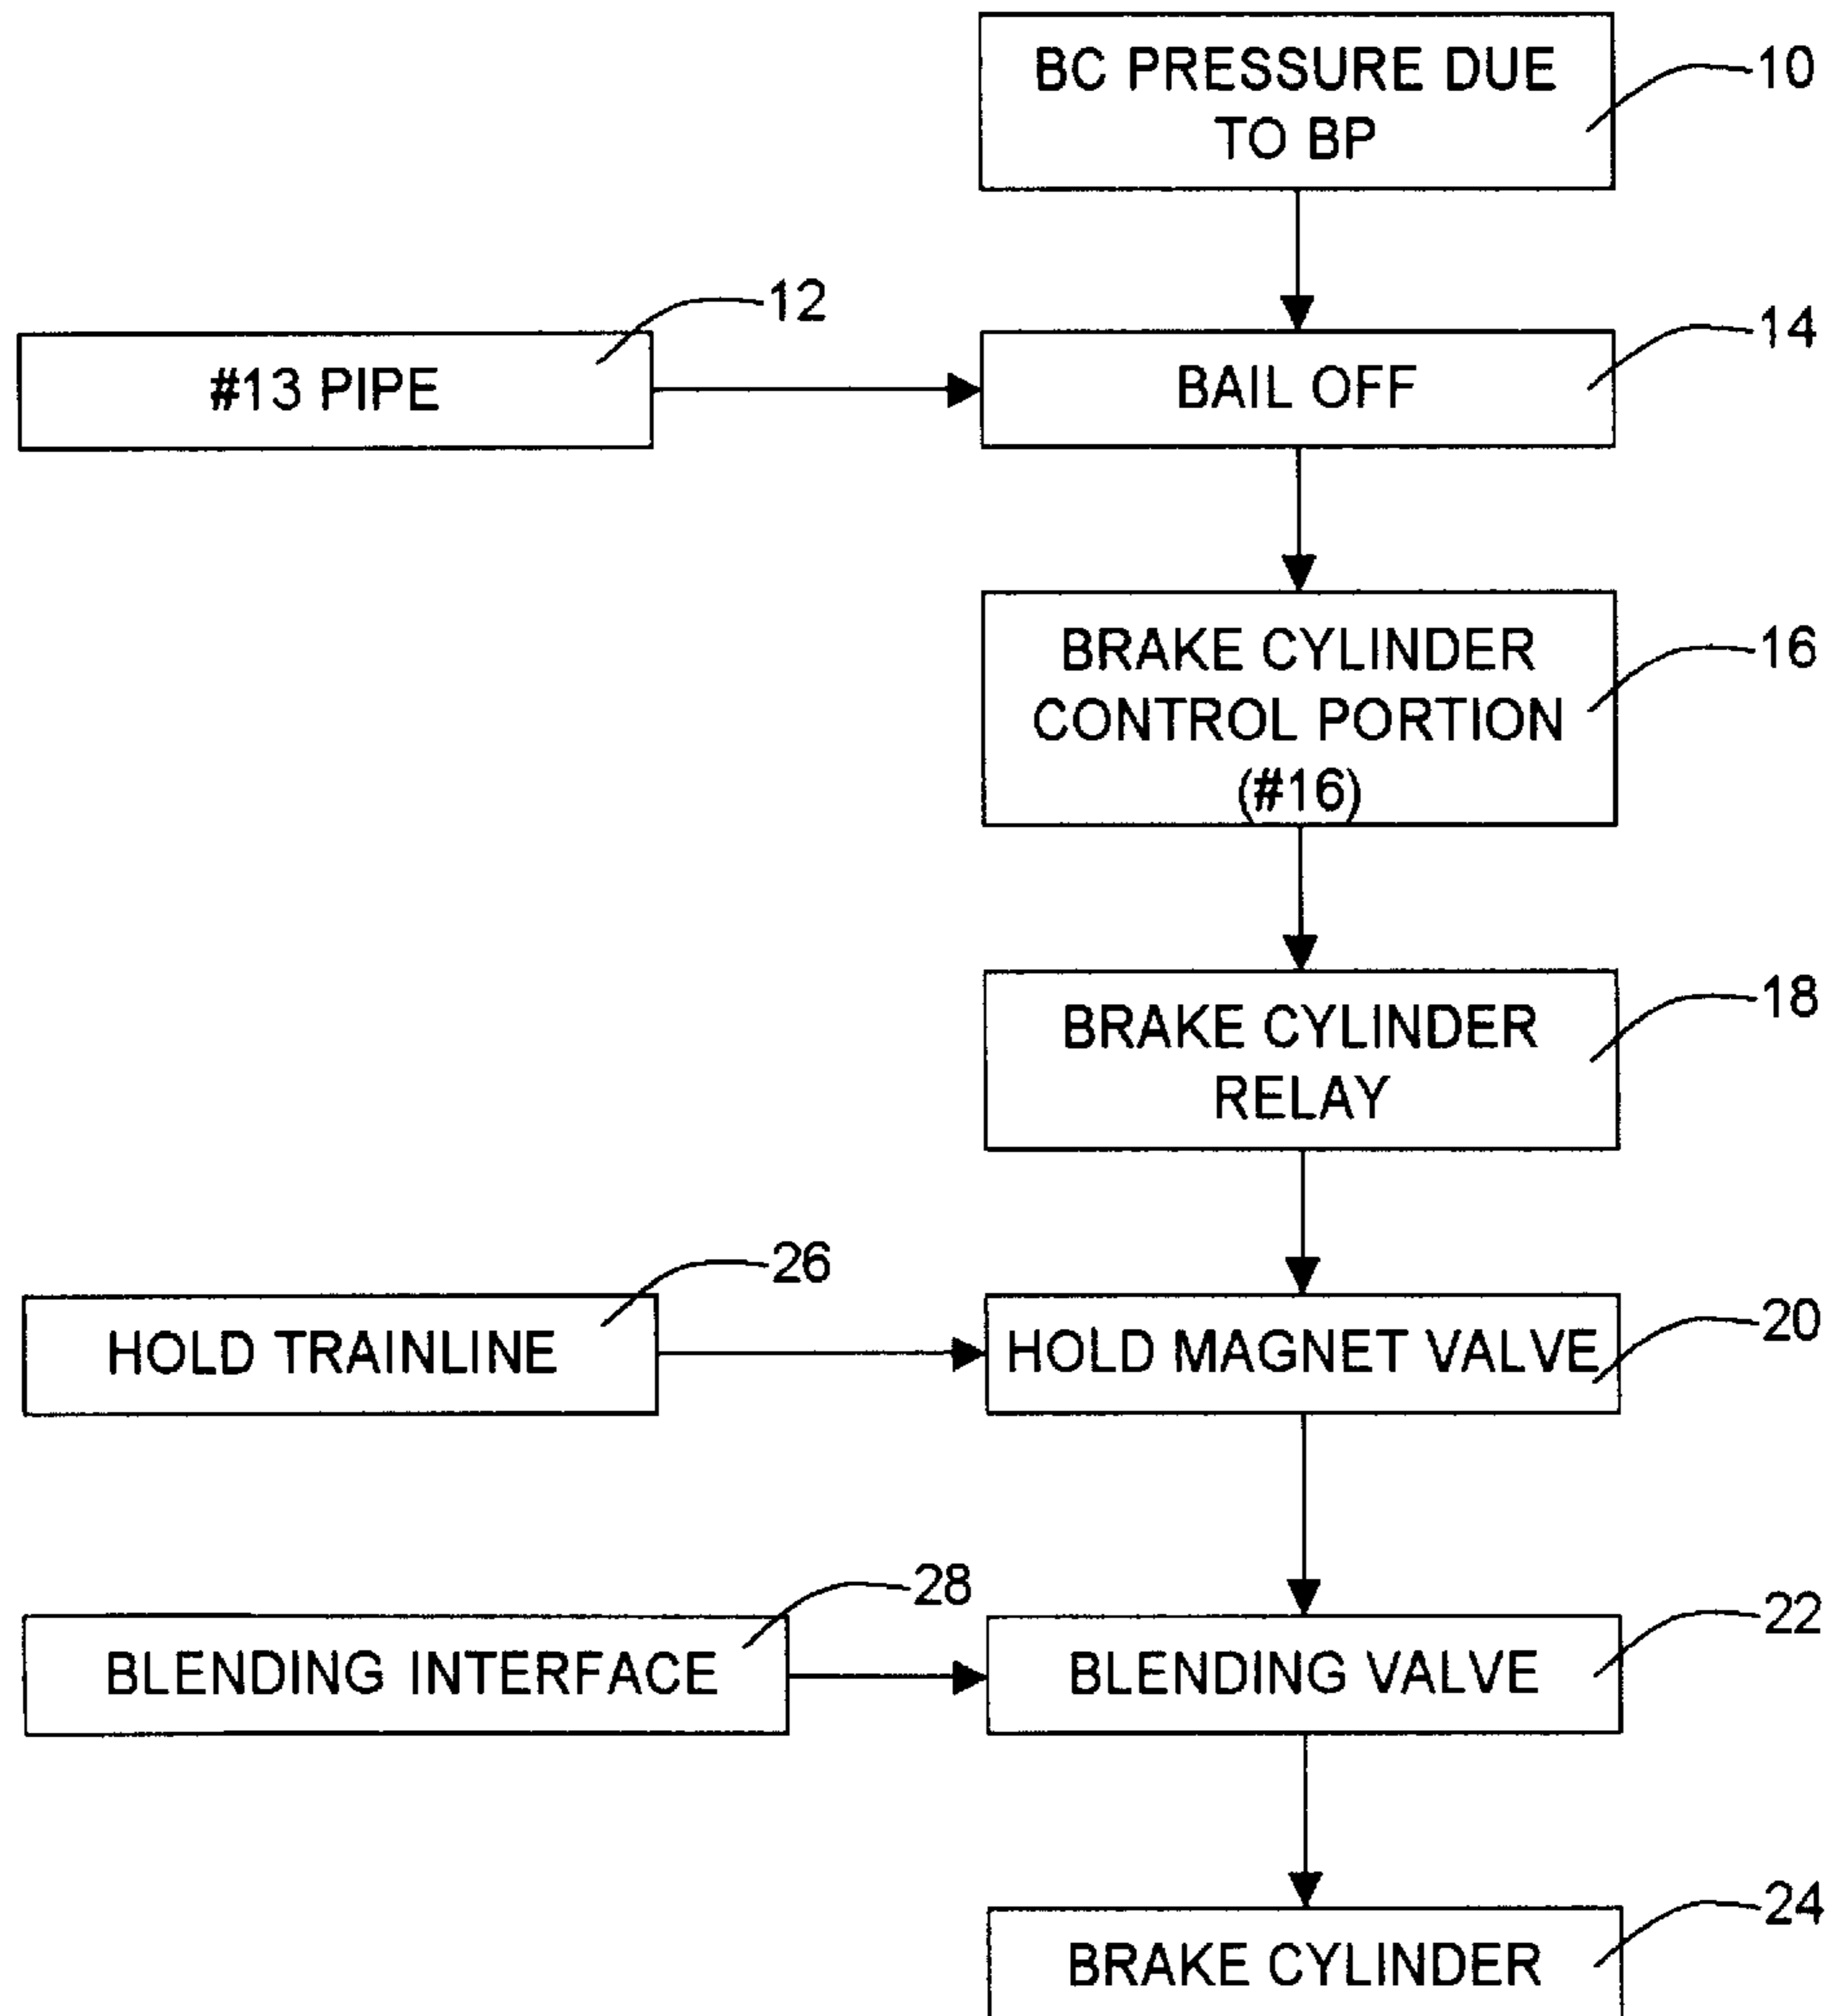 BC PRESSURE DUE
TO BP
10
12
#13 PIPE
14
BAIL OFF
BRAKE CYLINDER
CONTROL PORTION
(#16)
16
BRAKE CYLINDER
RELAY
18
26
HOLD TRAINLINE
HOLD MAGNET VALVE
20
28
BLENDING INTERFACE
BLENDING VALVE
22
BRAKE CYLINDER
24